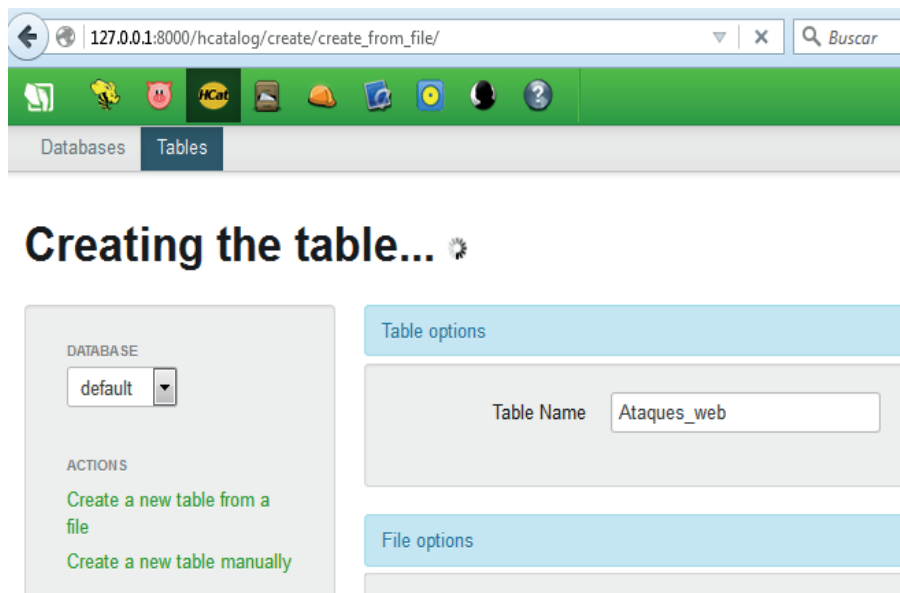 127.0.0.1:8000/hcatalog/create/create_from_file/
Buscar
HCat
?
Databases Tables
Creating the table...
DATABASE
default
ACTIONS
Create a new table from a
file
Create a new table manually
Table options
Table Name Ataques_web
File options